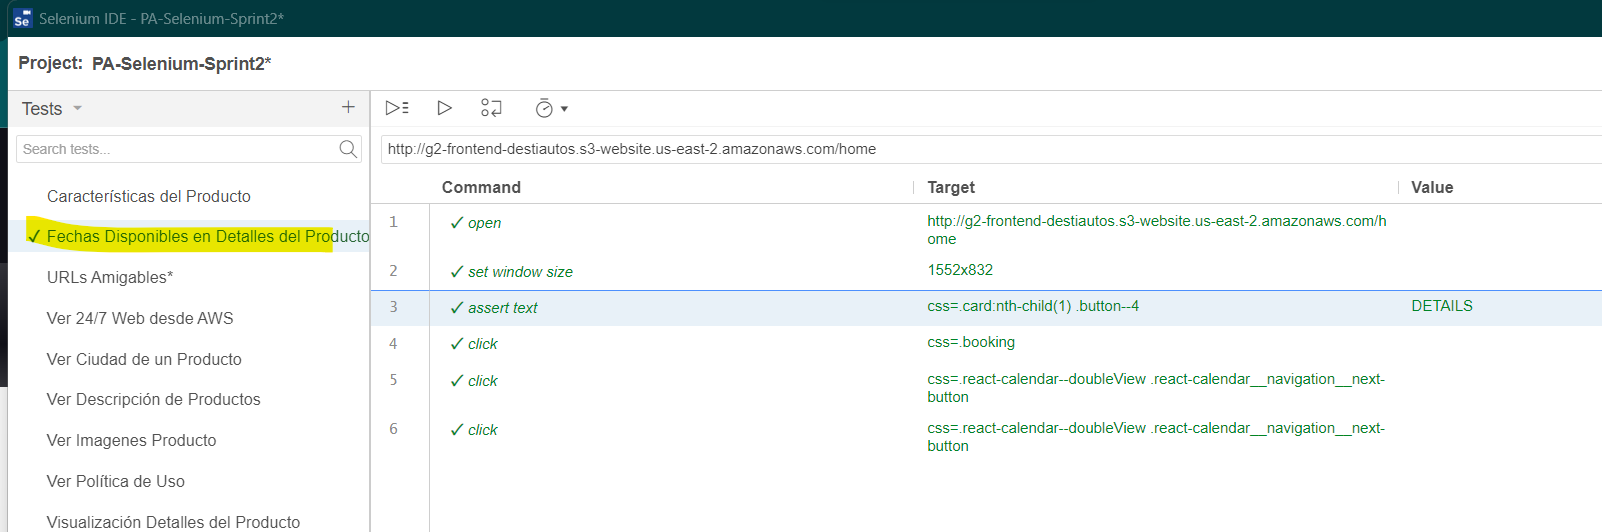 Selenium IDE - PA-Selenium-Sprint2*
Project: PA-Selenium-Sprint2*
Tests
Search tests...
Características del Producto
✓ Fechas Disponibles en Detalles del Producto
URLs Amigables*
Ver 24/7 Web desde AWS
Ver Ciudad de un Producto
Ver Descripción de Productos
Ver Imagenes Producto
Ver Política de Uso
Visualización Detalles del Producto
http://g2-frontend-destiautos.s3-website.us-east-2.amazonaws.com/home
Command Target Value
1 ✓ open http://g2-frontend-destiautos.s3-website.us-east-2.amazonaws.com/h
ome
2 ✓ set window size 1552x832
3 ✓ assert text css=.card:nth-child(1) .button--4 DETAILS
4 ✓ click css=.booking
5 ✓ click css=.react-calendar--doubleView .react-calendar__navigation__next-
button
6 ✓ click css=.react-calendar--doubleView .react-calendar__navigation__next-
button